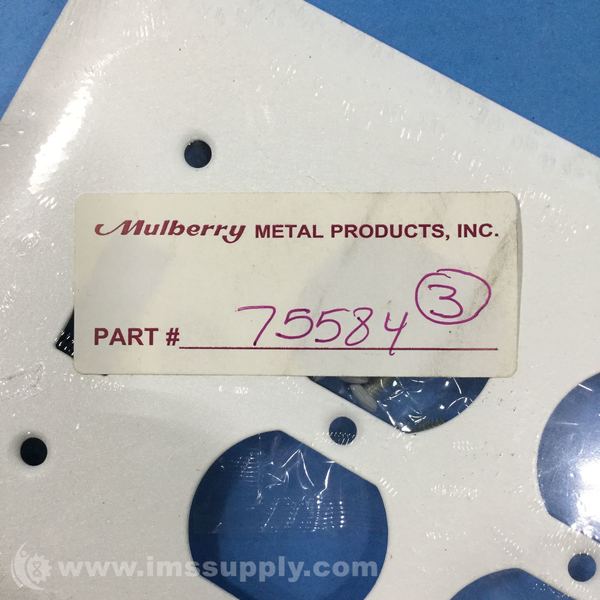 Mulberry METAL PRODUCTS, INC.
3
PART # 75584
www.imssupply.com